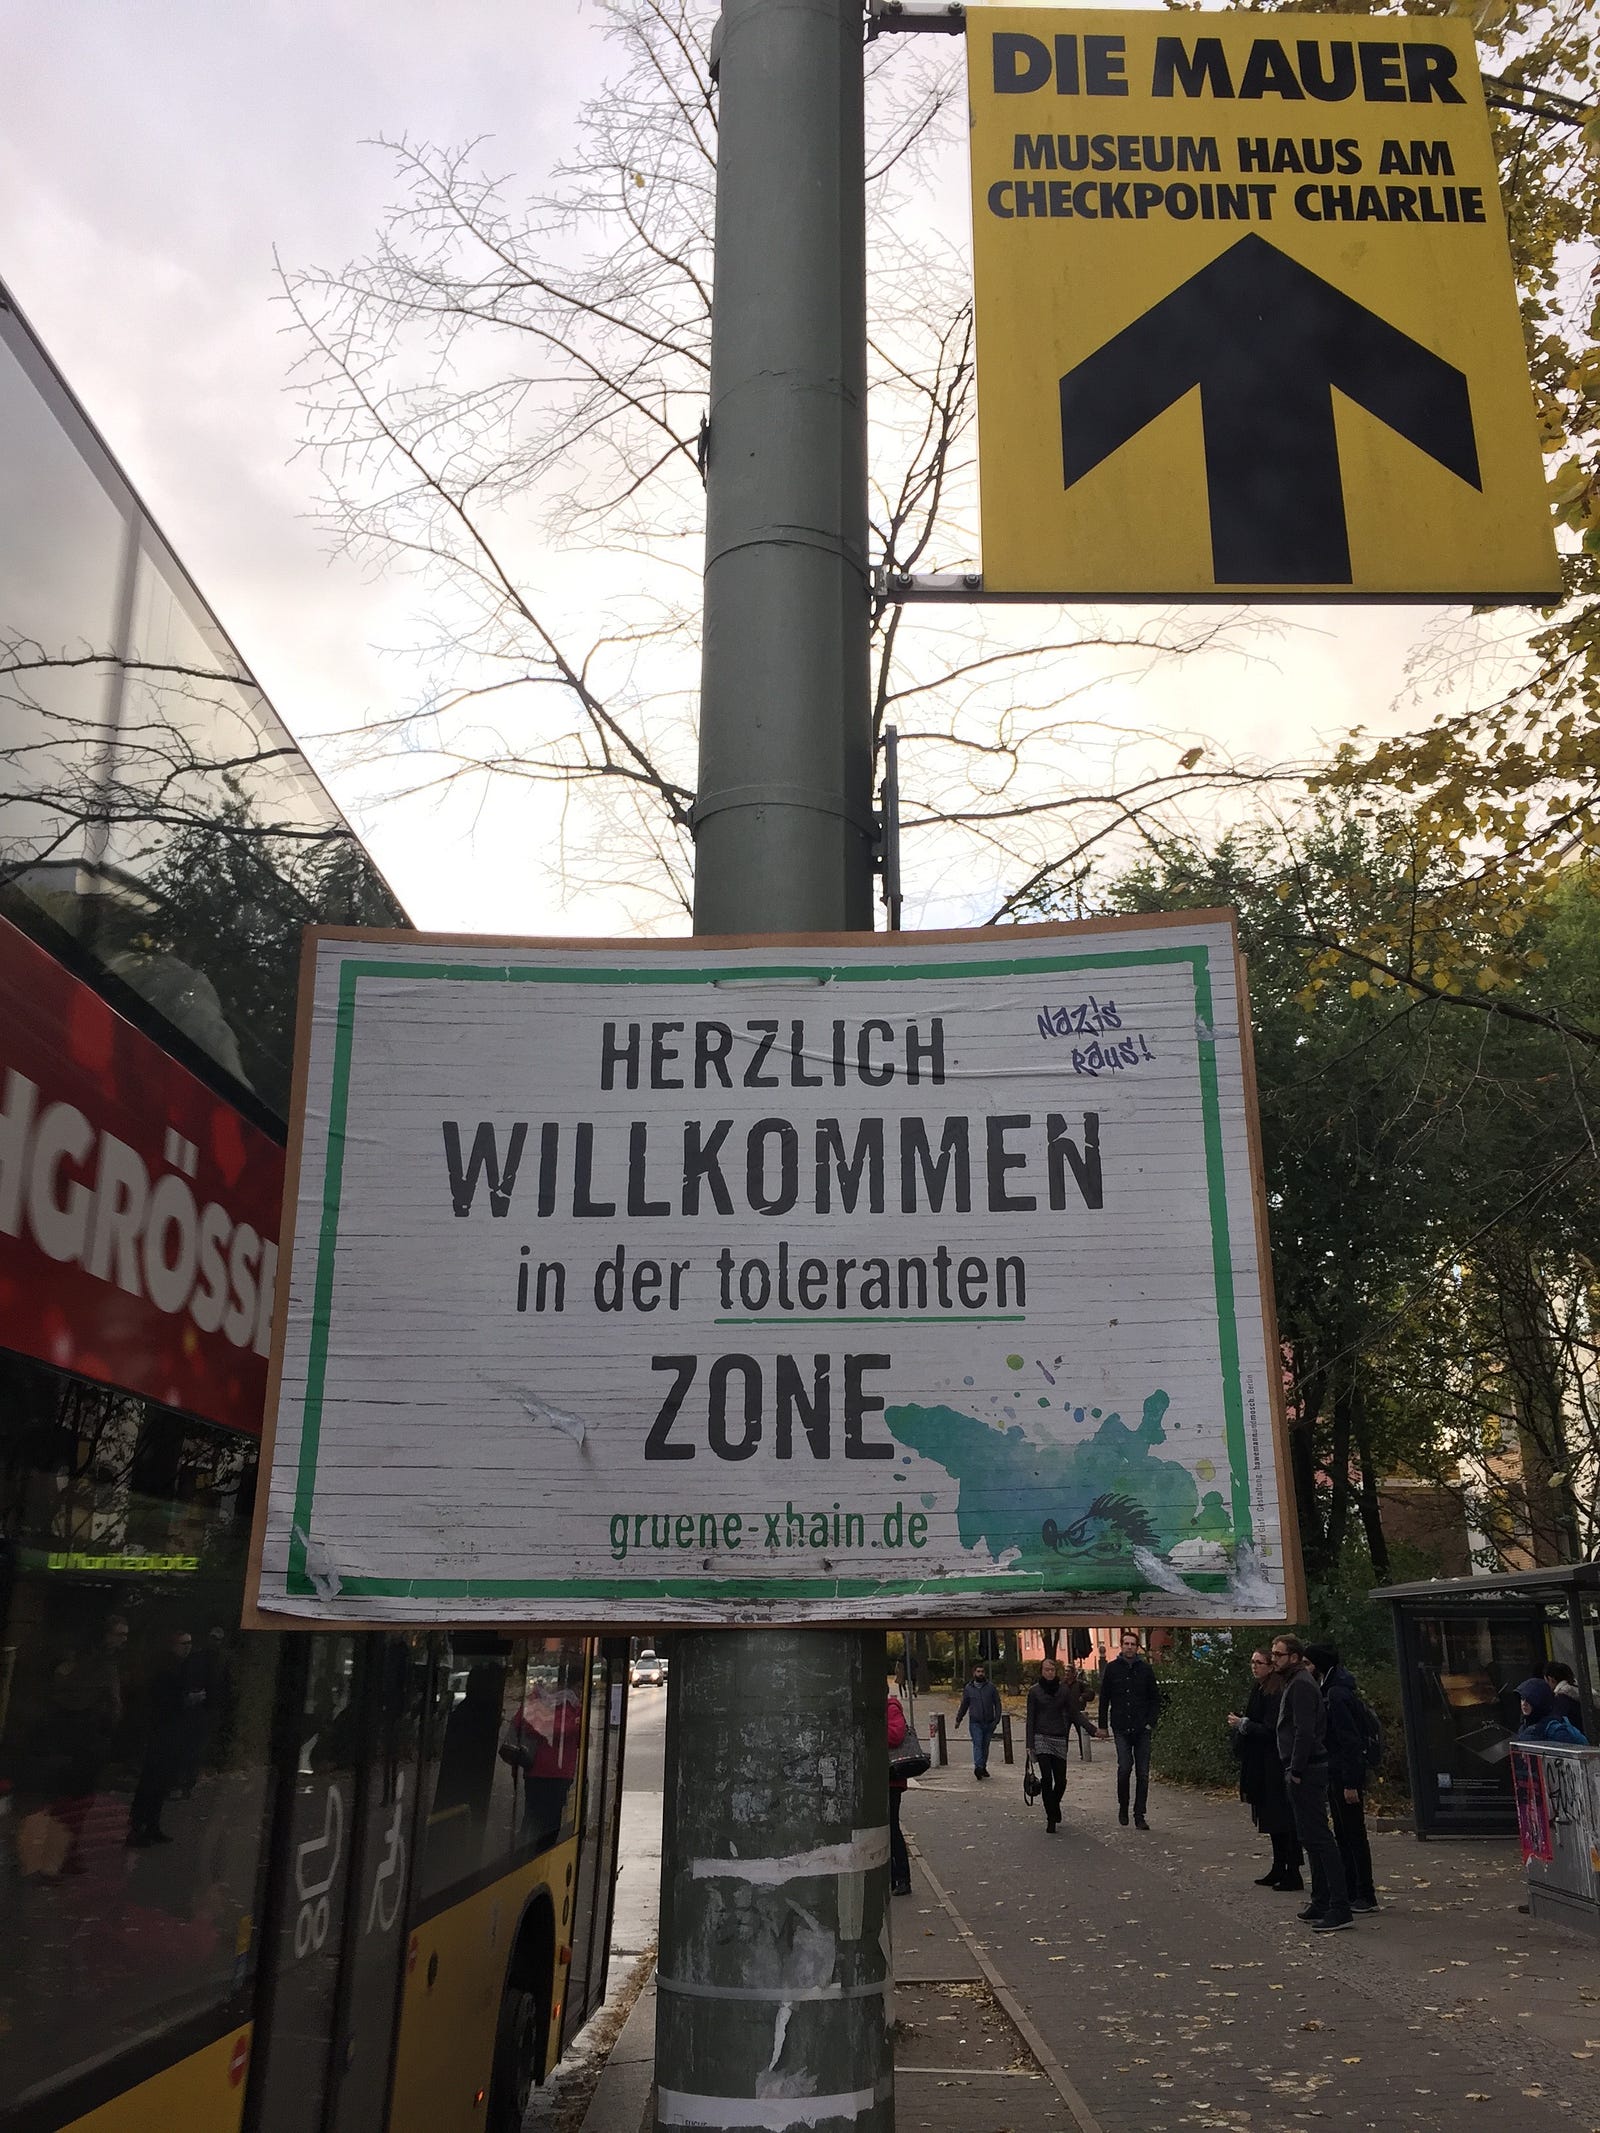 DIE MAUER
MUSEUM HAUS AM
CHECKPOINT CHARLIE
HERZLICH
Nazis
Raus!
WILLKOMMEN
in der toleranten
ZONE
gruene-xhain.de
HGRÖSSE
U Moritzplatz